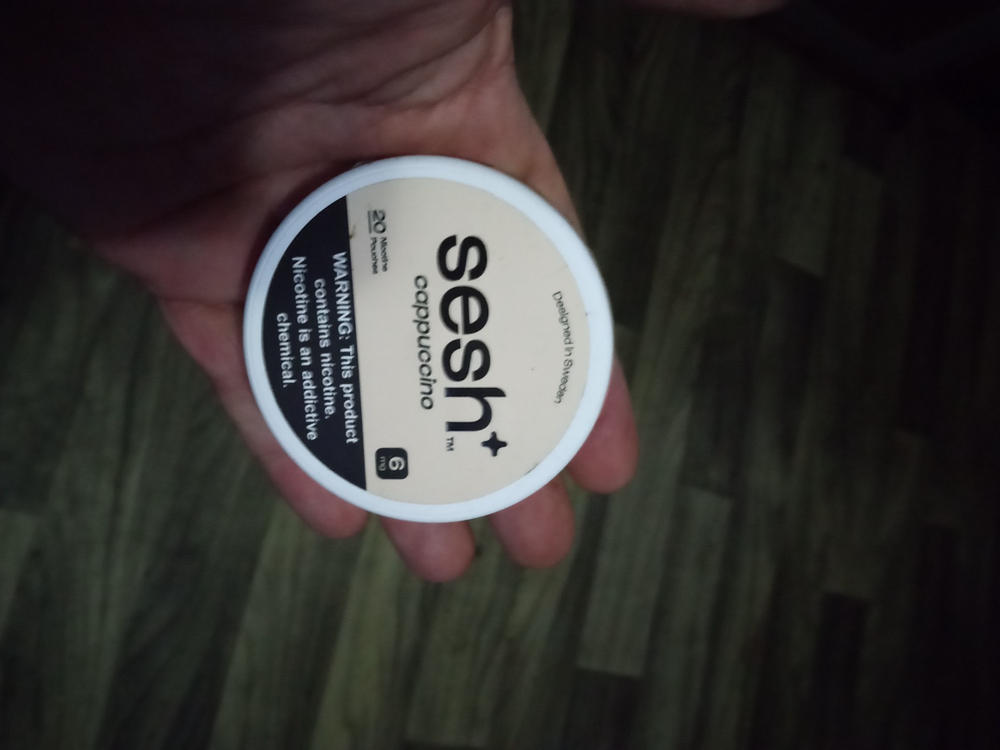 Designed in Sweden
sesh+™
cappuccino
20 Nicotine
Pouches
6
mg
WARNING: This product
contains nicotine.
Nicotine is an addictive
chemical.